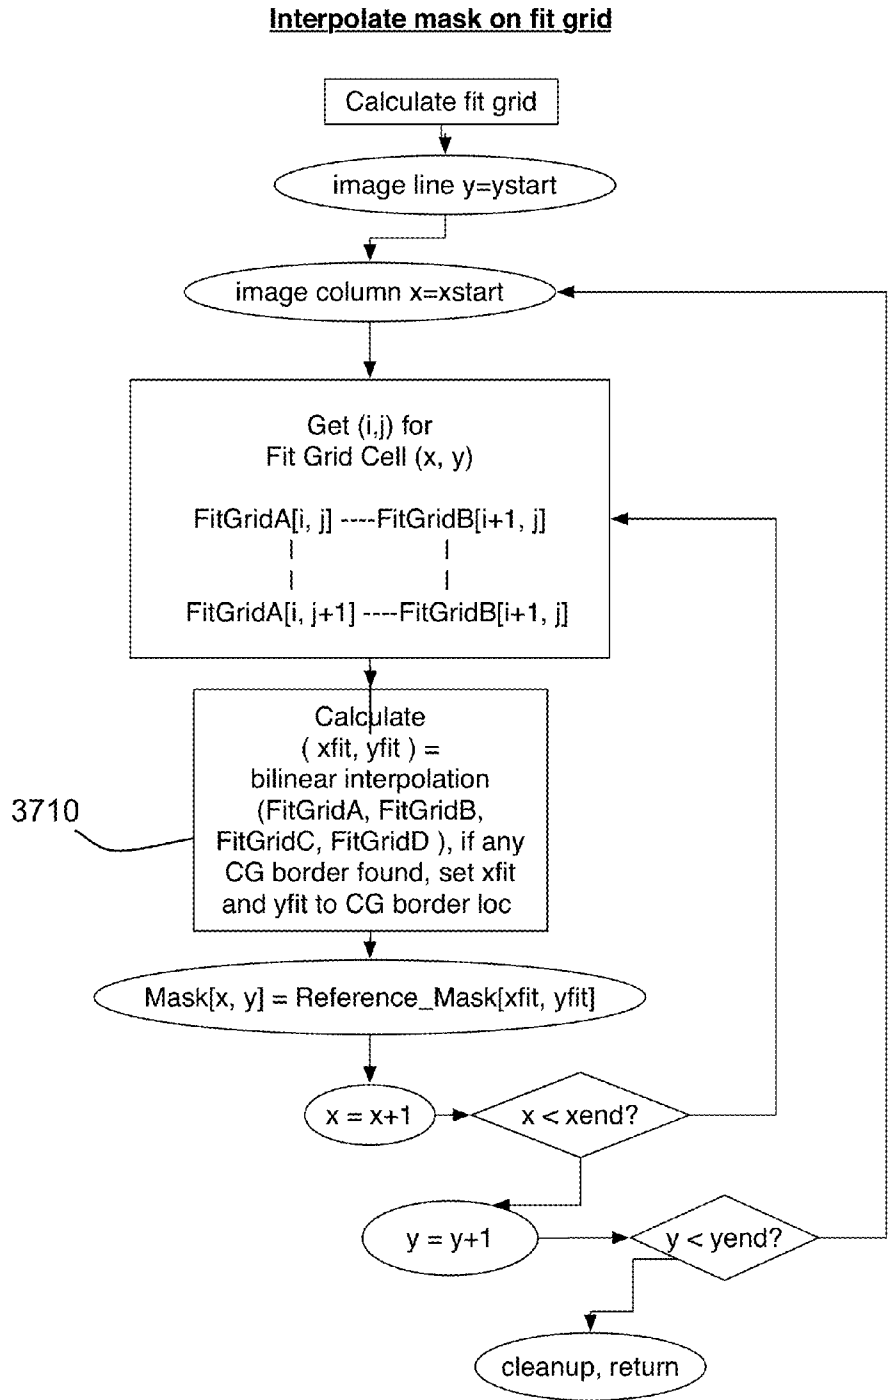 Interpolate mask on fit grid
Calculate fit grid
image line y=ystart
image column x=xstart
Get (i,j) for
Fit Grid Cell (x, y)
FitGridA[i, j] ----FitGridB[i+1, j]
| |
| |
FitGridA[i, j+1] ----FitGridB[i+1, j]
Calculate
( xfit, yfit ) =
bilinear interpolation
(FitGridA, FitGridB,
FitGridC, FitGridD ), if any
CG border found, set xfit
and yfit to CG border loc
3710
Mask[x, y] = Reference_Mask[xfit, yfit]
x = x+1
x < xend?
y = y+1
y < yend?
cleanup, return